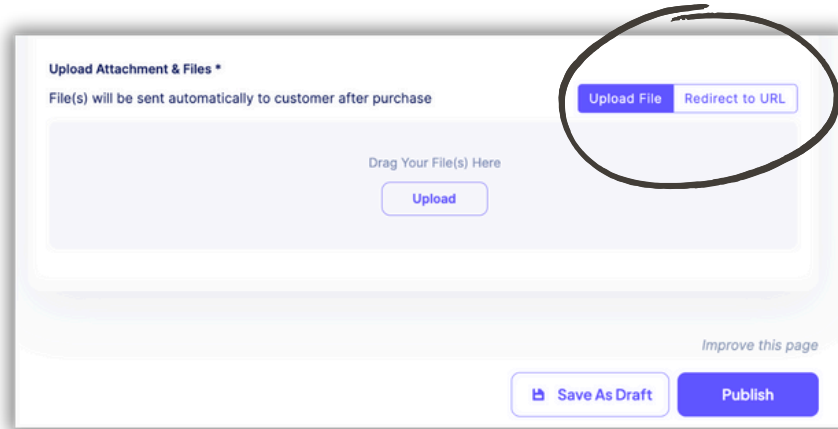 Upload Attachment & Files *
File(s) will be sent automatically to customer after purchase
Upload File Redirect to URL
Drag Your File(s) Here
Upload
Improve this page
Save As Draft Publish